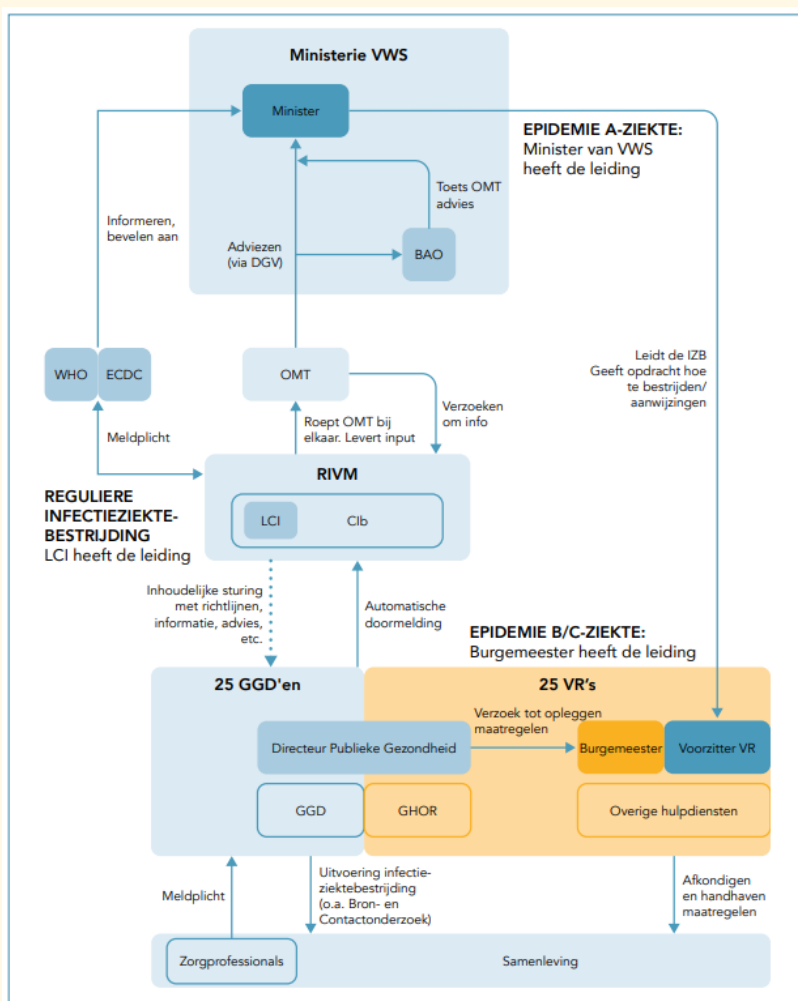 Ministerie VWS
Minister
EPIDEMIE A-ZIEKTE:
Minister van VWS
heeft de leiding
Toets OMT
advies
Informeren,
bevelen aan
Adviezen
(via DGV)
BAO
WHO
ECDC
OMT
Leidt de IZB
Geeft opdracht hoe
te bestrijden/
aanwijzingen
Meldplicht
Roept OMT bij
elkaar. Levert input
Verzoeken
om info
RIVM
REGULIERE
INFECTIEZIEKTE-
BESTRIJDING
LCI heeft de leiding
LCI
CIb
Inhoudelijke sturing
met richtlijnen,
informatie, advies,
etc.
Automatische
doormelding
EPIDEMIE B/C-ZIEKTE:
Burgemeester heeft de leiding
25 GGD'en
25 VR's
Verzoek tot opleggen
maatregelen
Directeur Publieke Gezondheid
Burgemeester
Voorzitter VR
GGD
GHOR
Overige hulpdiensten
Meldplicht
Uitvoering infectie-
ziektebestrijding
(o.a. Bron- en
Contactonderzoek)
Afkondigen
en handhaven
maatregelen
Zorgprofessionals
Samenleving